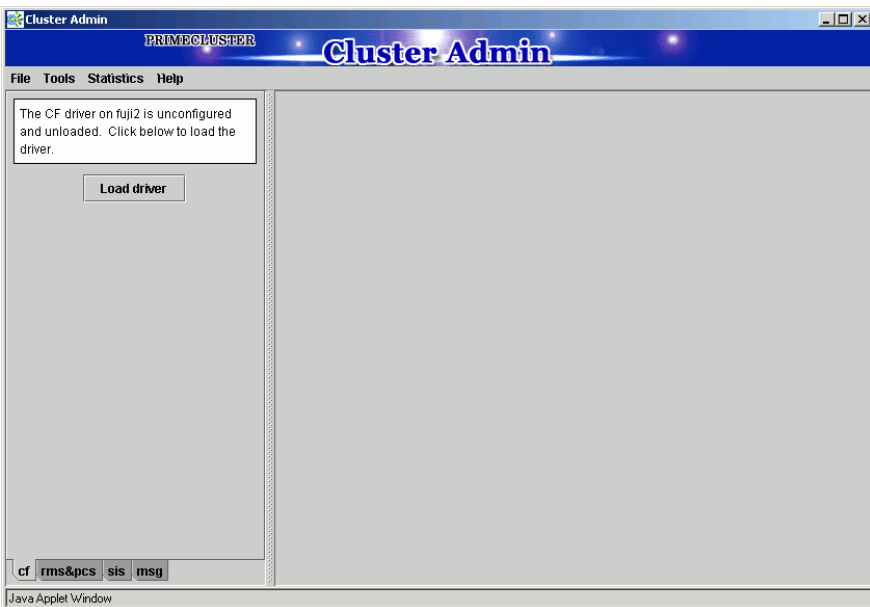 Cluster Admin
PRIMECLUSTER
Cluster Admin
File Tools Statistics Help
The CF driver on fuji2 is unconfigured
and unloaded. Click below to load the
driver.
Load driver
cf rms&pcs sis msg
Java Applet Window